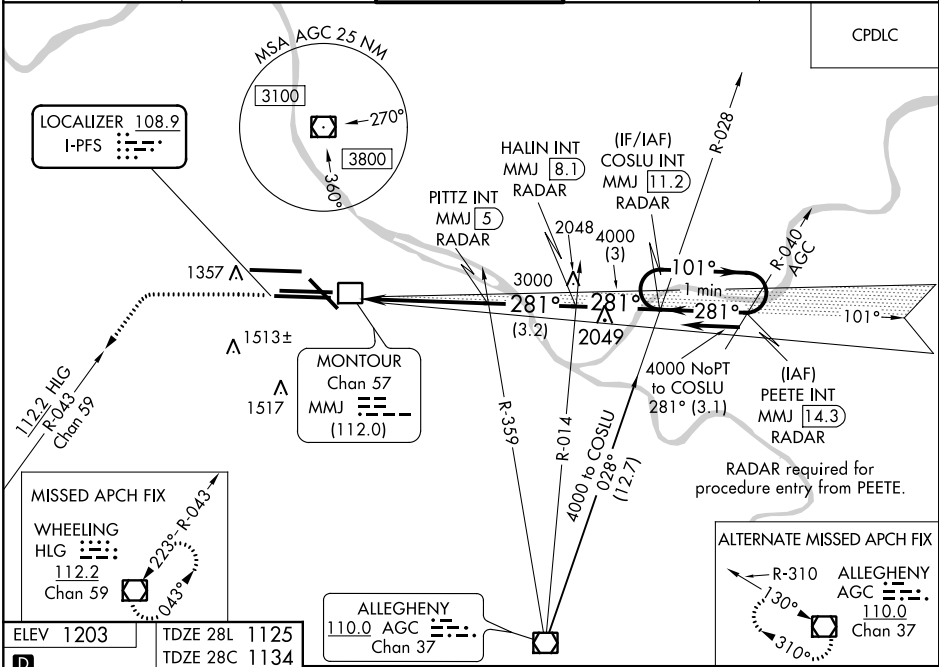 CPDLC
MSA AGC 25 NM
3100
270°
3800
360°
LOCALIZER 108.9
I-PFS
PITTZ INT
MMJ 5
RADAR
HALIN INT
MMJ 8.1
RADAR
(IF/IAF)
COSLU INT
MMJ 11.2
RADAR
R-028
R-040
AGC
1357
2048
4000
(3)
3000
101°
1 min
281°
281°
281°
(3.2)
101°
2049
1513±
1517
MONTOUR
Chan 57
MMJ
(112.0)
4000 NoPT
to COSLU
281° (3.1)
(IAF)
PEETE INT
MMJ 14.3
RADAR
RADAR required for
procedure entry from PEETE.
112.2 HLG
R-043
Chan 59
R-359
R-014
4000 to COSLU
028°
(12.7)
MISSED APCH FIX
WHEELING
HLG
112.2
Chan 59
223°
R-043
043°
ALLEGHENY
110.0 AGC
Chan 37
ALTERNATE MISSED APCH FIX
R-310
130°
310°
ALLEGHENY
AGC
110.0
Chan 37
ELEV 1203
D
TDZE 28L 1125
TDZE 28C 1134